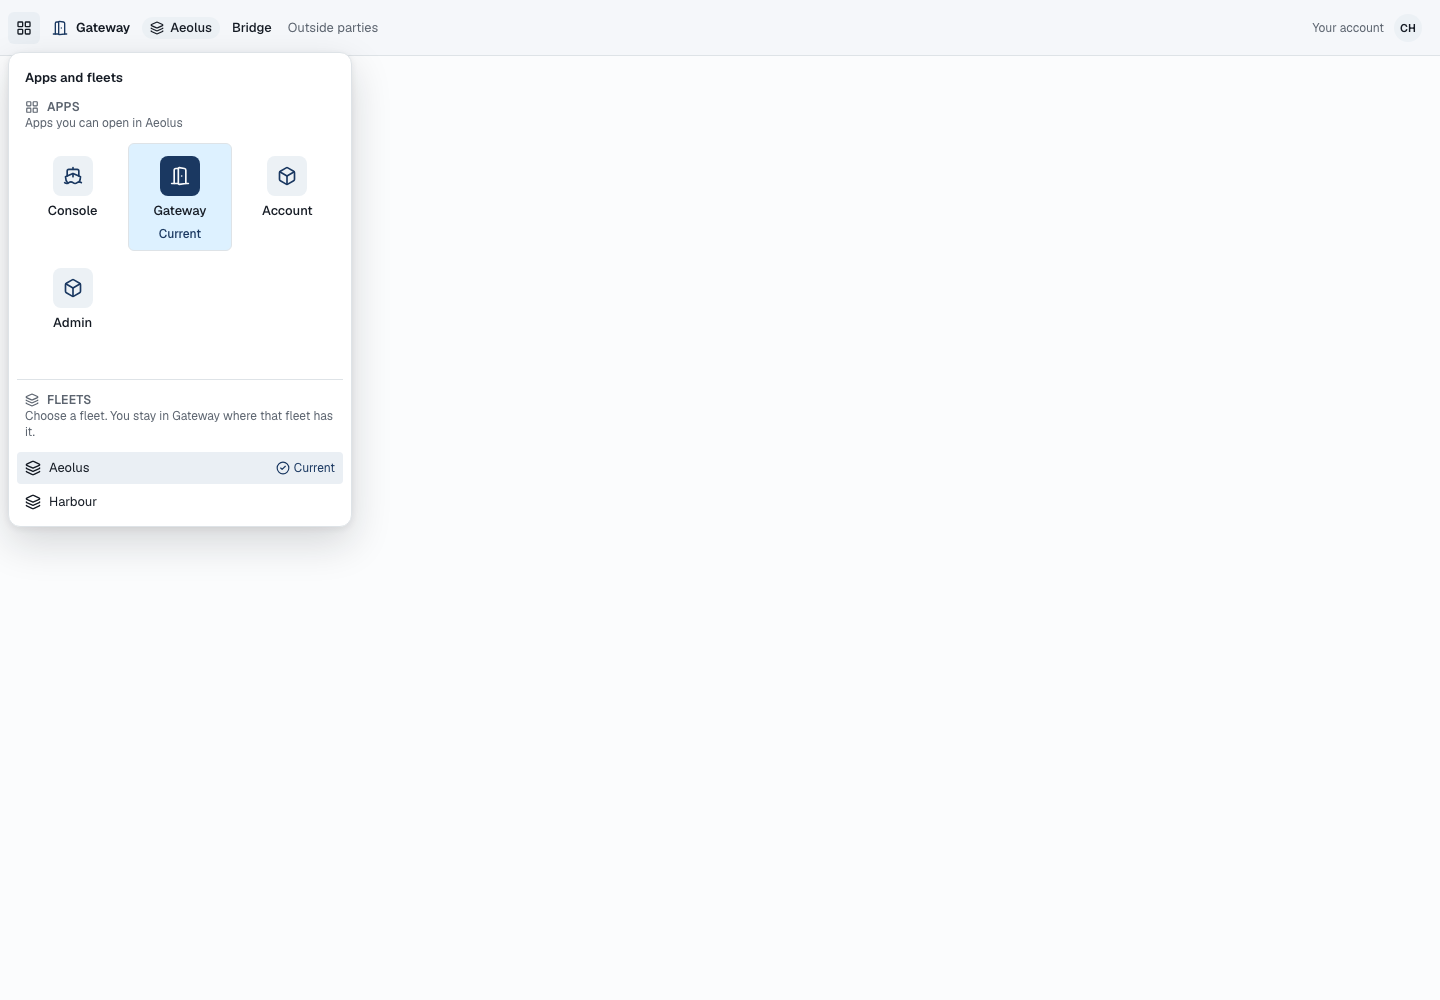 Gateway
Aeolus
Bridge
Outside parties
Your account
CH
Apps and fleets
APPS
Apps you can open in Aeolus
Console
Gateway
Current
Account
Admin
FLEETS
Choose a fleet. You stay in Gateway where that fleet has
it.
Aeolus
Current
Harbour